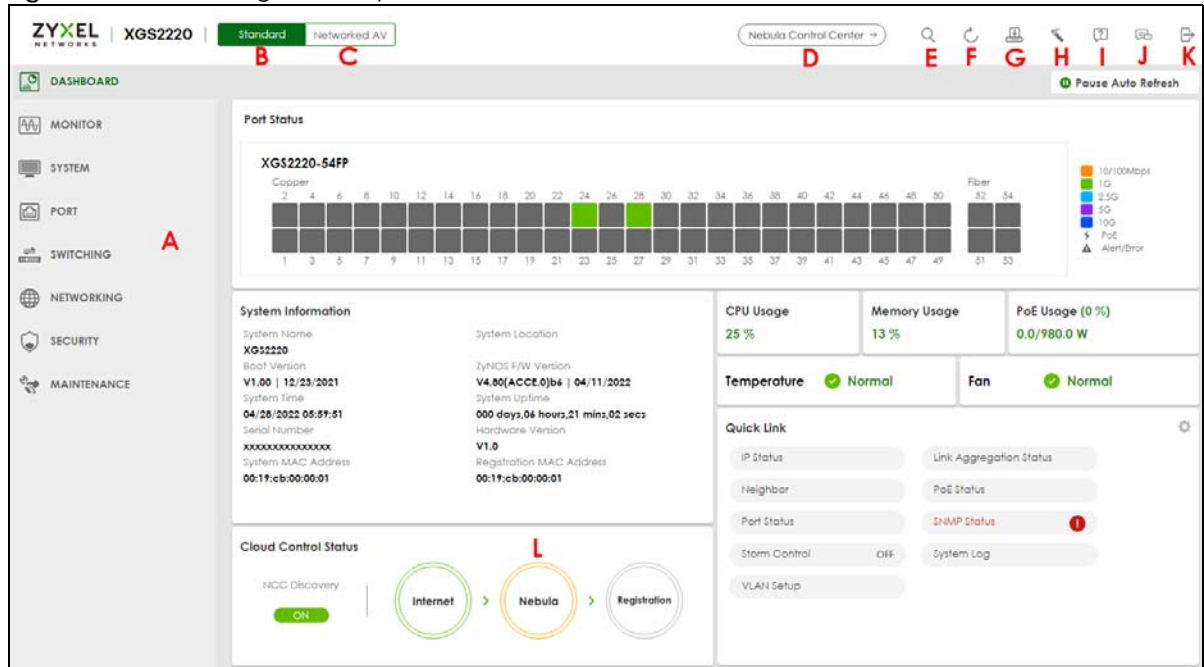 ZYXEL
NETWORKS
XGS2220
Standard
Networked AV
Nebula Control Center →
B
C
D
E
F
G
H
I
J
K
DASHBOARD
Pause Auto Refresh
MONITOR
SYSTEM
PORT
SWITCHING
NETWORKING
SECURITY
MAINTENANCE
A
Port Status
XGS2220-54FP
Copper
Fiber
2 4 6 8 10 12 14 16 18 20 22 24 26 28 30 32 34 36 38 40 42 44 46 48 50 52 54
1 3 5 7 9 11 13 15 17 19 21 23 25 27 29 31 33 35 37 39 41 43 45 47 49 51 53
10/100Mbps
1G
2.5G
5G
10G
PoE
Alert/Error
System Information
System Name
System Location
XGS2220
Boot Version
ZyNOS F/W Version
V1.00 | 12/23/2021
V4.80(ACCE.0)b6 | 04/11/2022
System Time
System Uptime
04/28/2022 05:59:51
000 days,06 hours,21 mins,02 secs
Serial Number
Hardware Version
xxxxxxxxxxxxxxx
V1.0
System MAC Address
Registration MAC Address
00:19:cb:00:00:01
00:19:cb:00:00:01
CPU Usage
25 %
Memory Usage
13 %
PoE Usage (0 %)
0.0/980.0 W
Temperature
Normal
Fan
Normal
Quick Link
IP Status
Link Aggregation Status
Neighbor
PoE Status
Port Status
SNMP Status
Storm Control OFF
System Log
VLAN Setup
Cloud Control Status
L
NCC Discovery
ON
Internet
>
Nebula
>
Registration